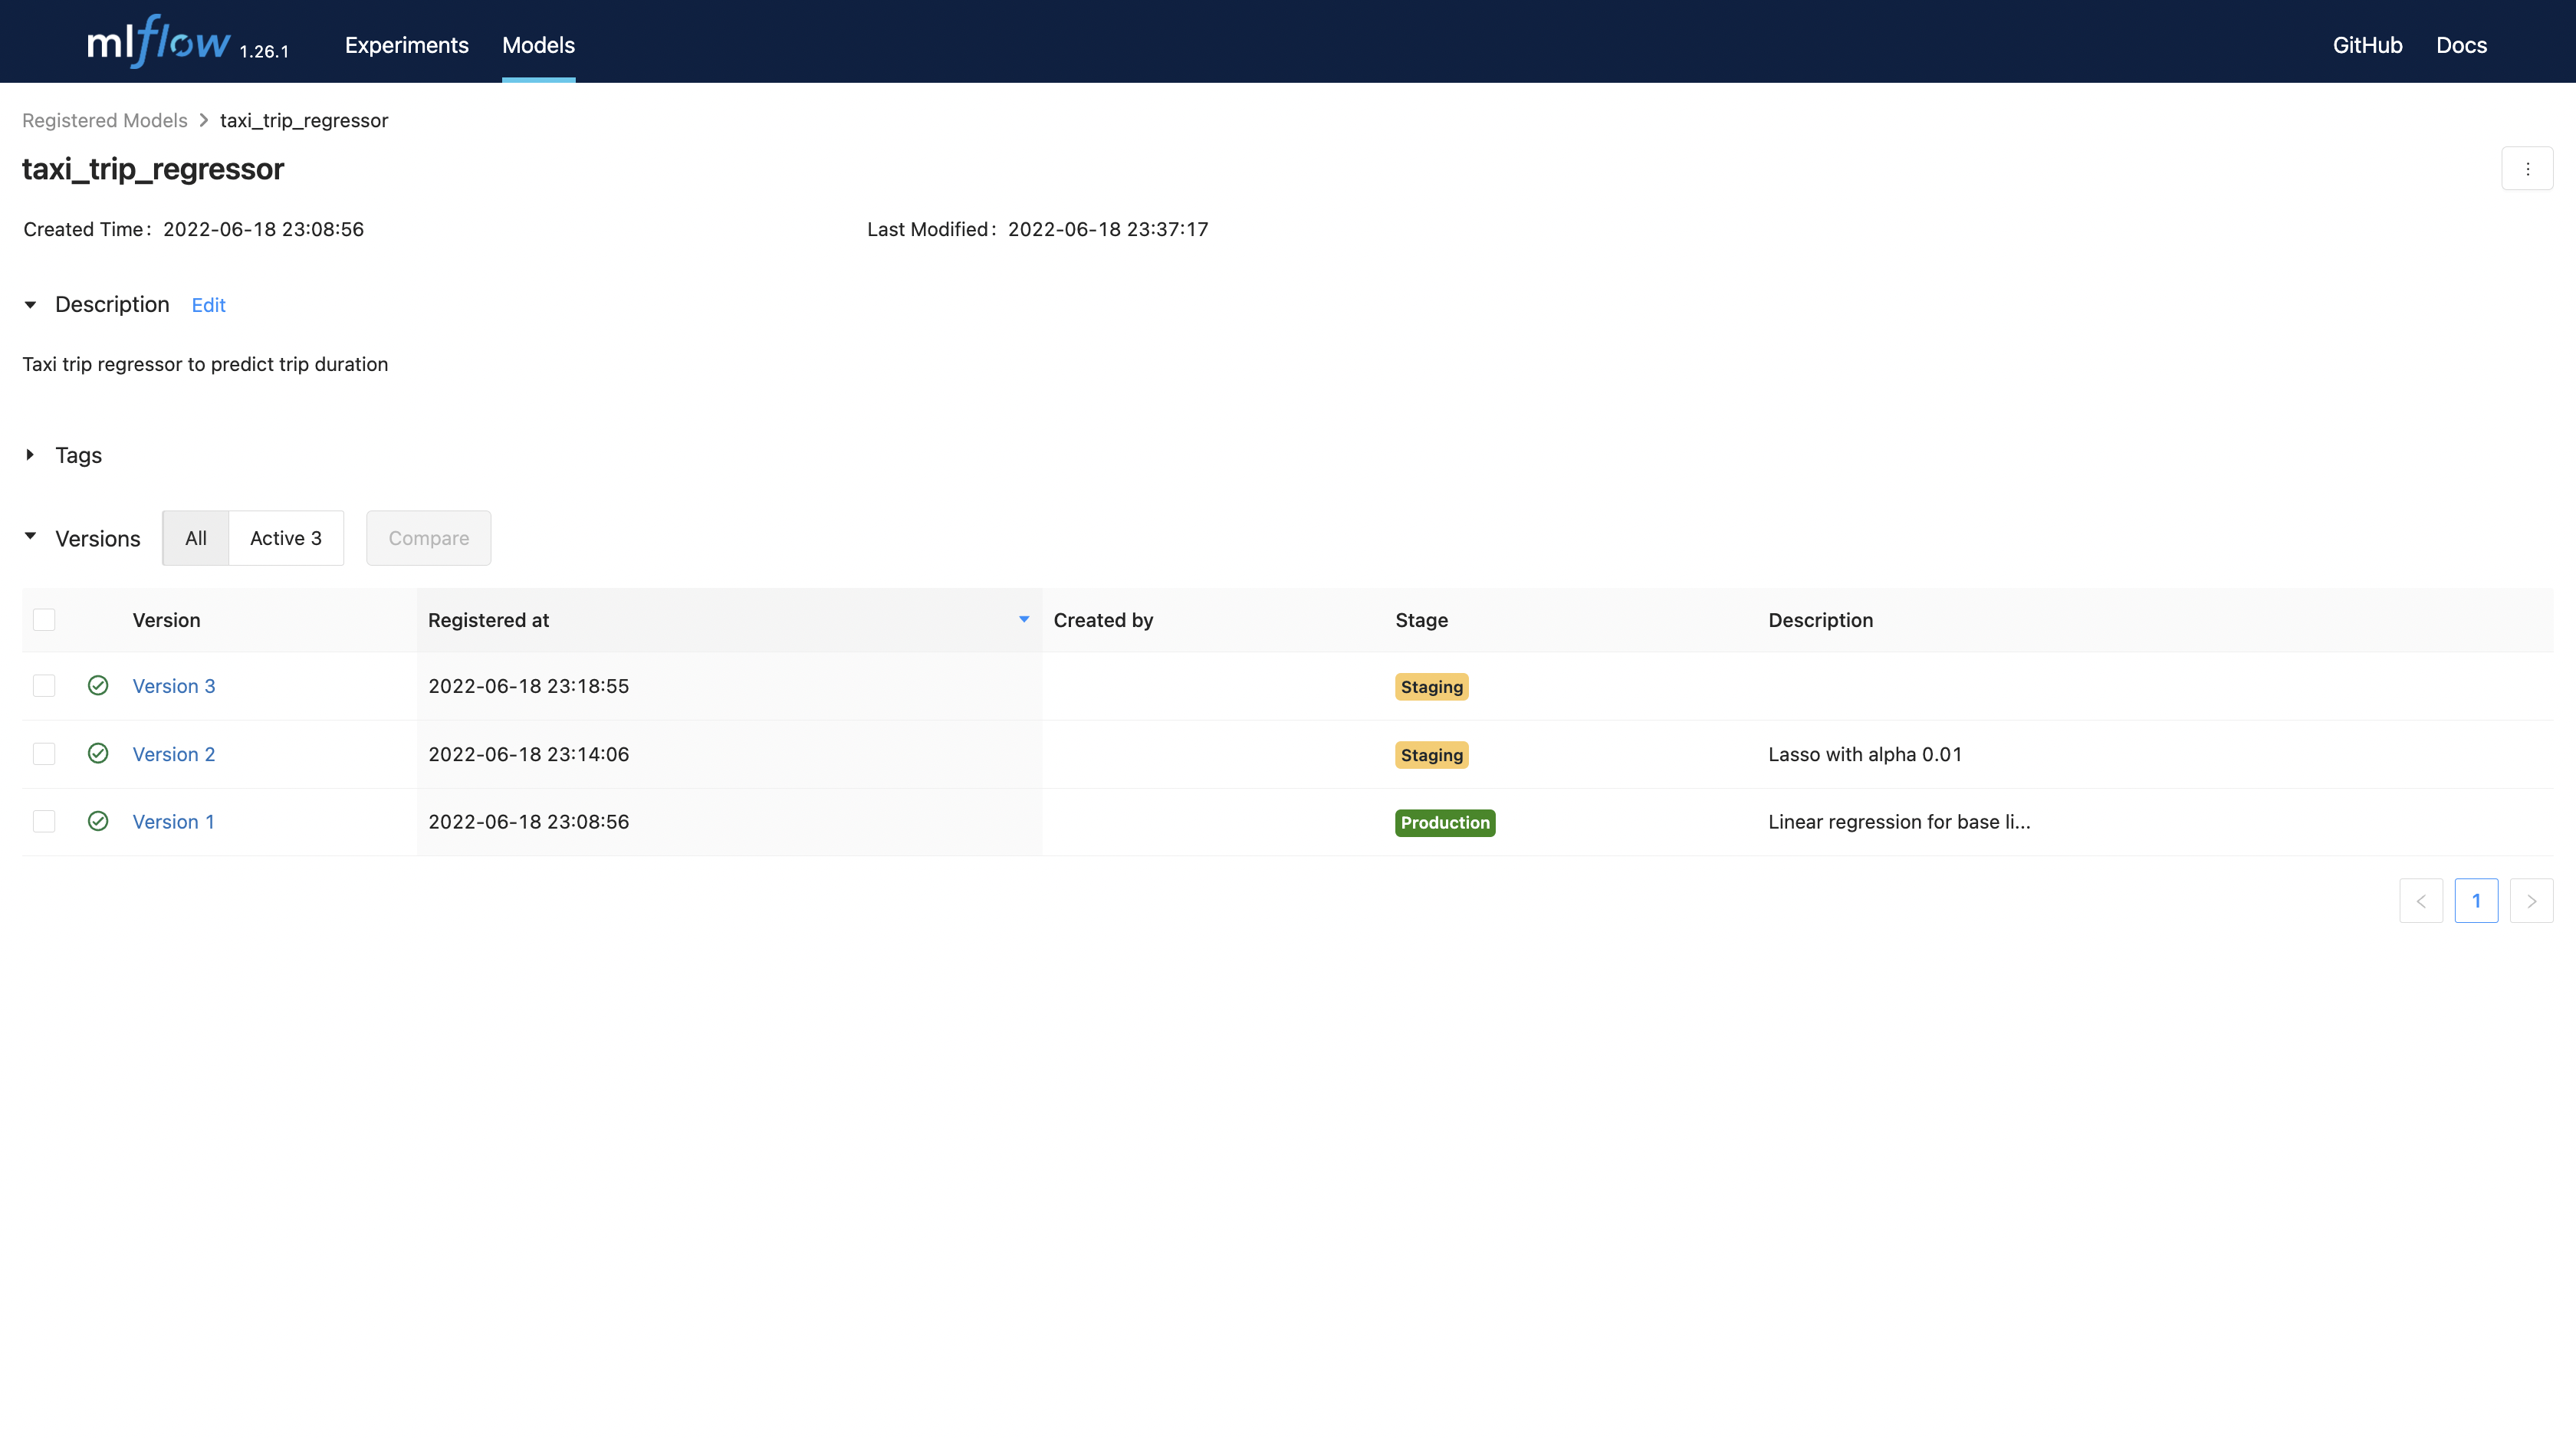 mlflow 1.26.1 Experiments Models GitHub Docs
Registered Models > taxi_trip_regressor
taxi_trip_regressor
Created Time: 2022-06-18 23:08:56 Last Modified: 2022-06-18 23:37:17
Description Edit
Taxi trip regressor to predict trip duration
Tags
Versions All Active 3 Compare
Version Registered at Created by Stage Description
Version 3 2022-06-18 23:18:55 Staging
Version 2 2022-06-18 23:14:06 Staging Lasso with alpha 0.01
Version 1 2022-06-18 23:08:56 Production Linear regression for base li...
< 1 >